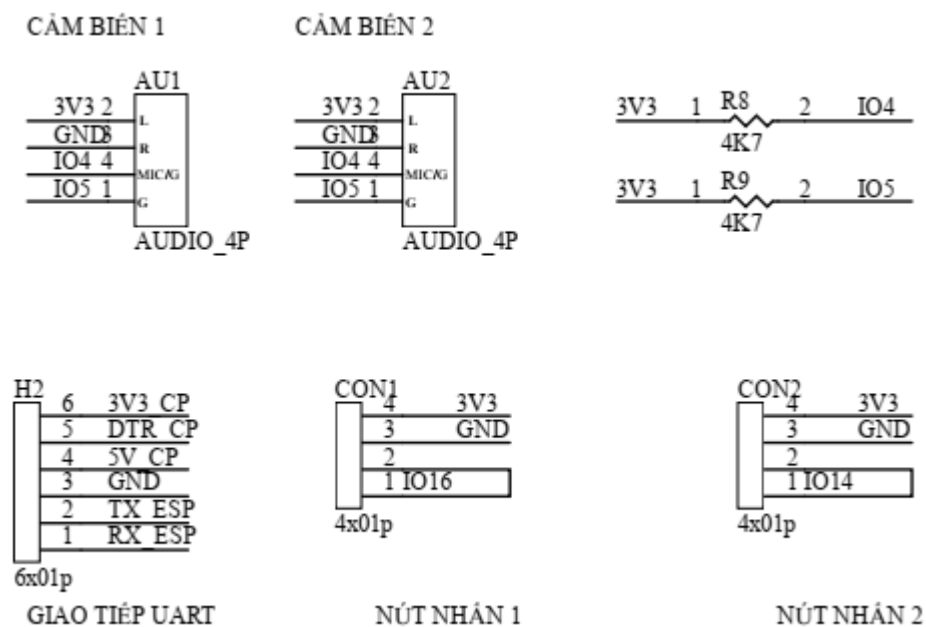 CẢM BIẾN 1
CẢM BIẾN 2
AU1
3V3 2 L
GND 3 R
IO4 4 MIC/G
IO5 1 G
AUDIO_4P
AU2
3V3 2 L
GND 3 R
IO4 4 MIC/G
IO5 1 G
AUDIO_4P
3V3 1 R8 2 IO4
4K7
3V3 1 R9 2 IO5
4K7
H2
6 3V3_CP
5 DTR_CP
4 5V_CP
3 GND
2 TX_ESP
1 RX_ESP
6x01p
GIAO TIẾP UART
CON1
4 3V3
3 GND
2
1 IO16
4x01p
NÚT NHẤN 1
CON2
4 3V3
3 GND
2
1 IO14
4x01p
NÚT NHẤN 2